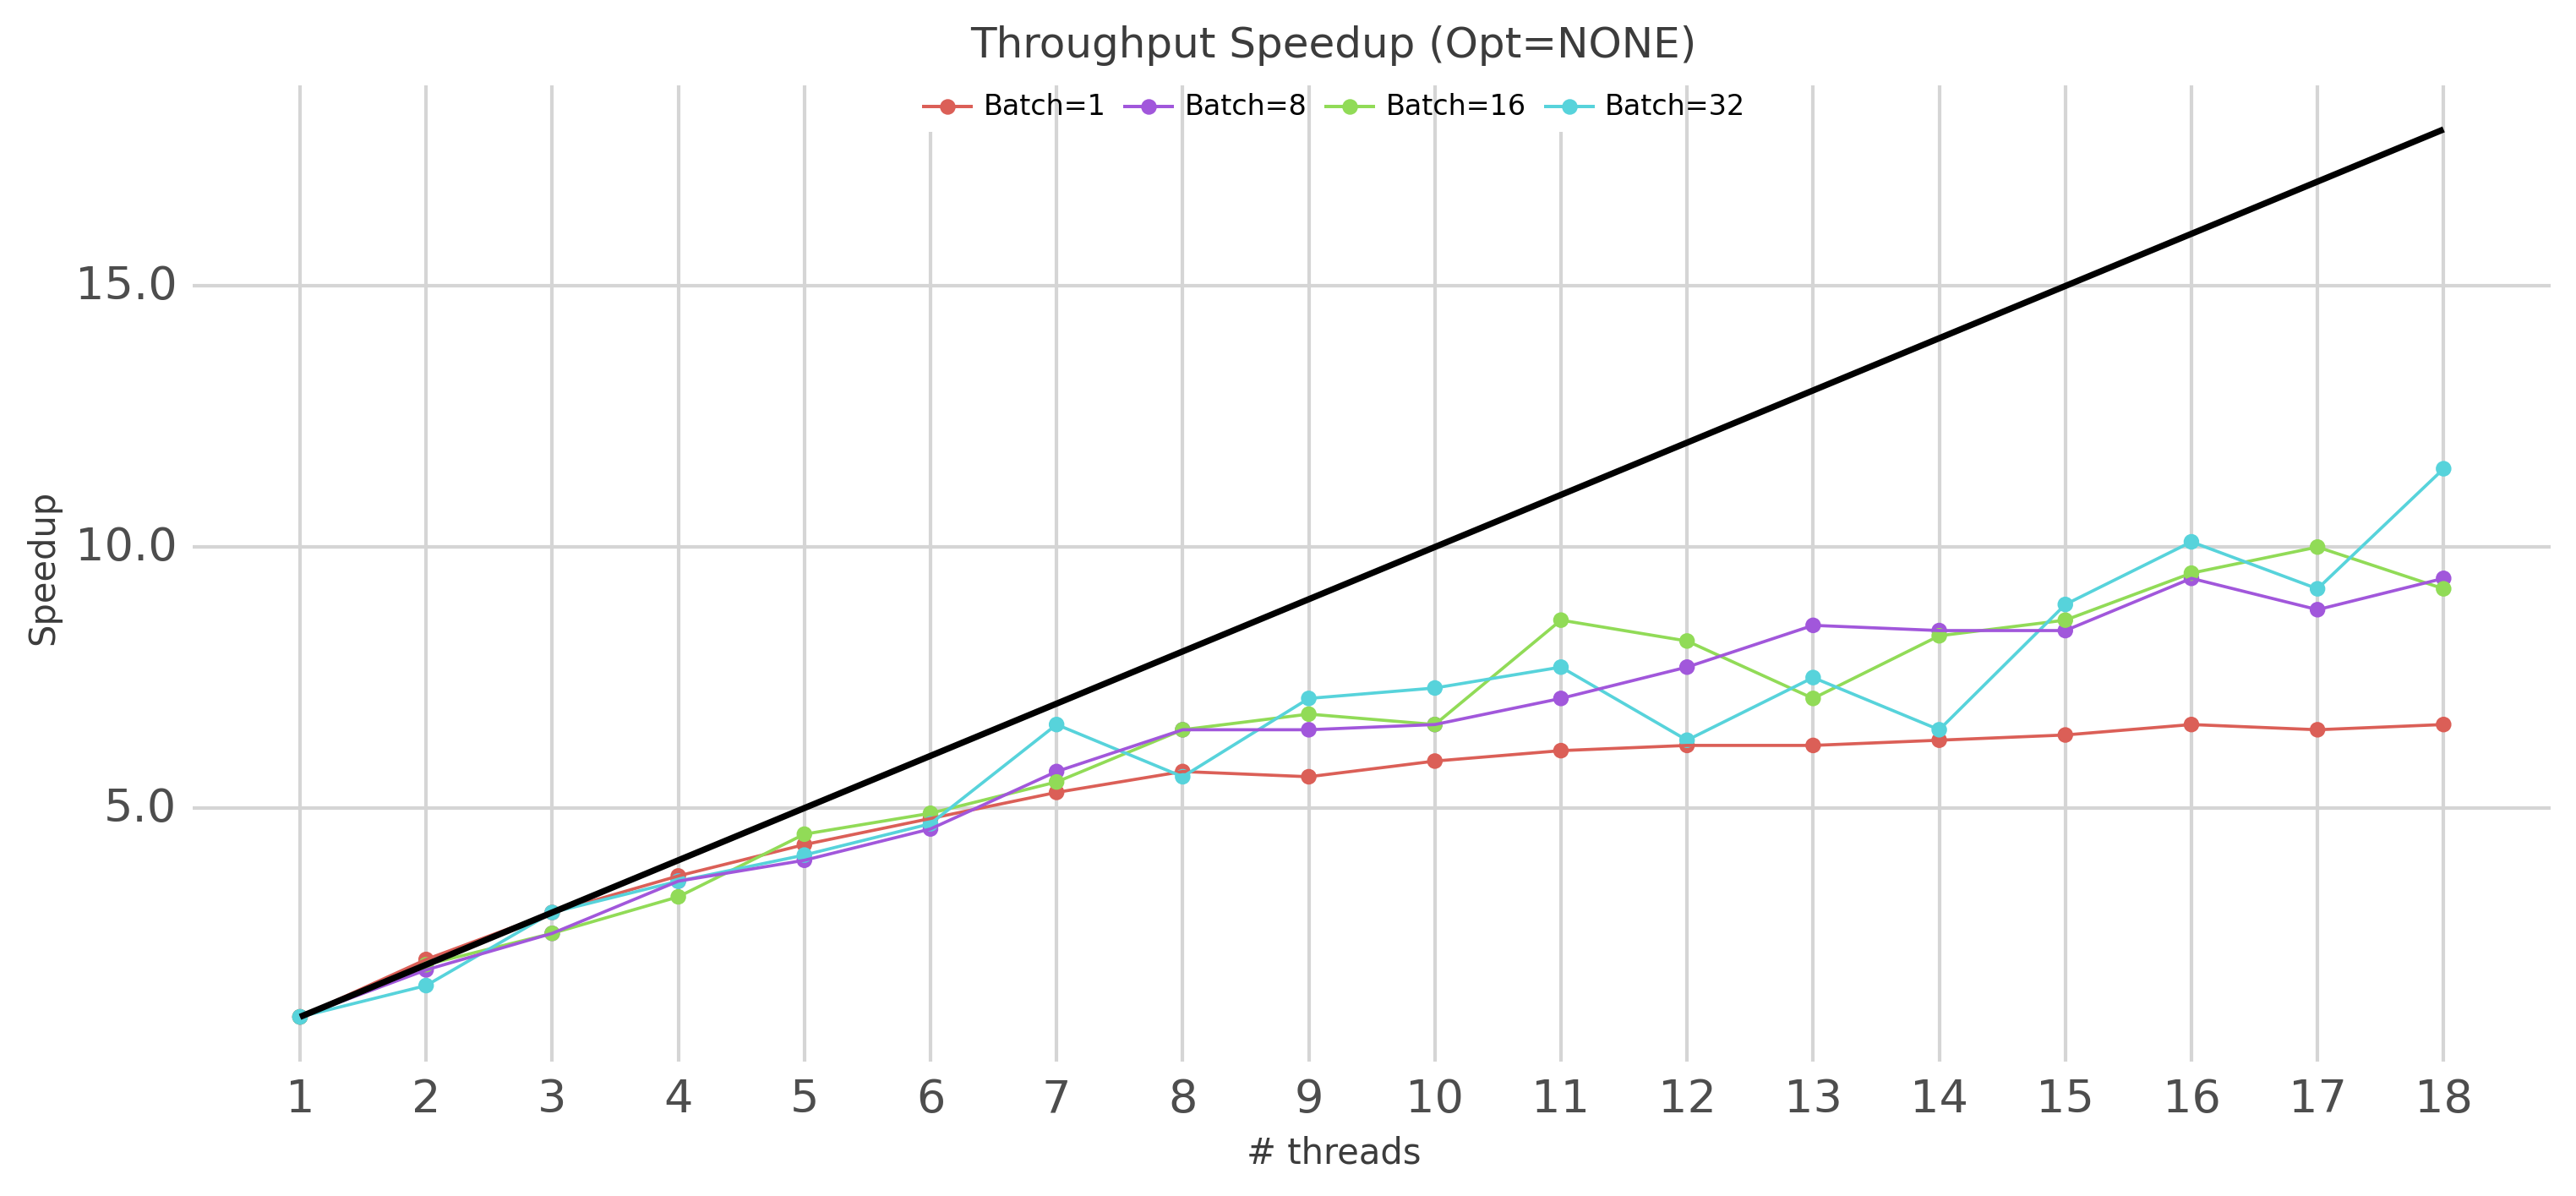 Throughput Speedup (Opt=NONE)
Batch=1 Batch=8 Batch=16 Batch=32
15.0
10.0
5.0
Speedup
1 2 3 4 5 6 7 8 9 10 11 12 13 14 15 16 17 18
# threads